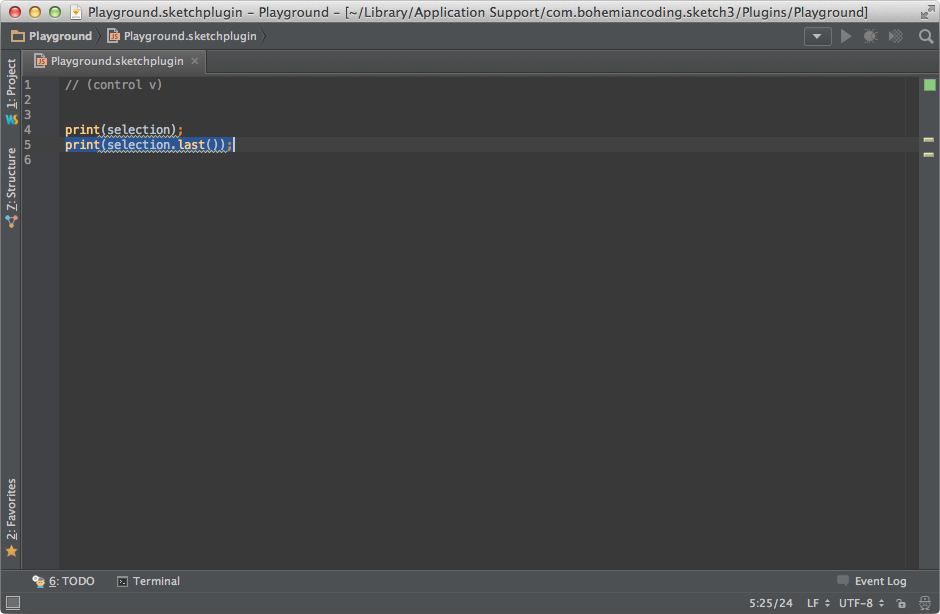 Playground.sketchplugin – Playground – [~/Library/Application Support/com.bohemiancoding.sketch3/Plugins/Playground]
Playground Playground.sketchplugin
Playground.sketchplugin ×
1: Project
Z: Structure
2: Favorites
1 // (control v)
2
3
4 print(selection);
5 print(selection.last());
6
6: TODO Terminal Event Log
5:25/24 LF UTF-8